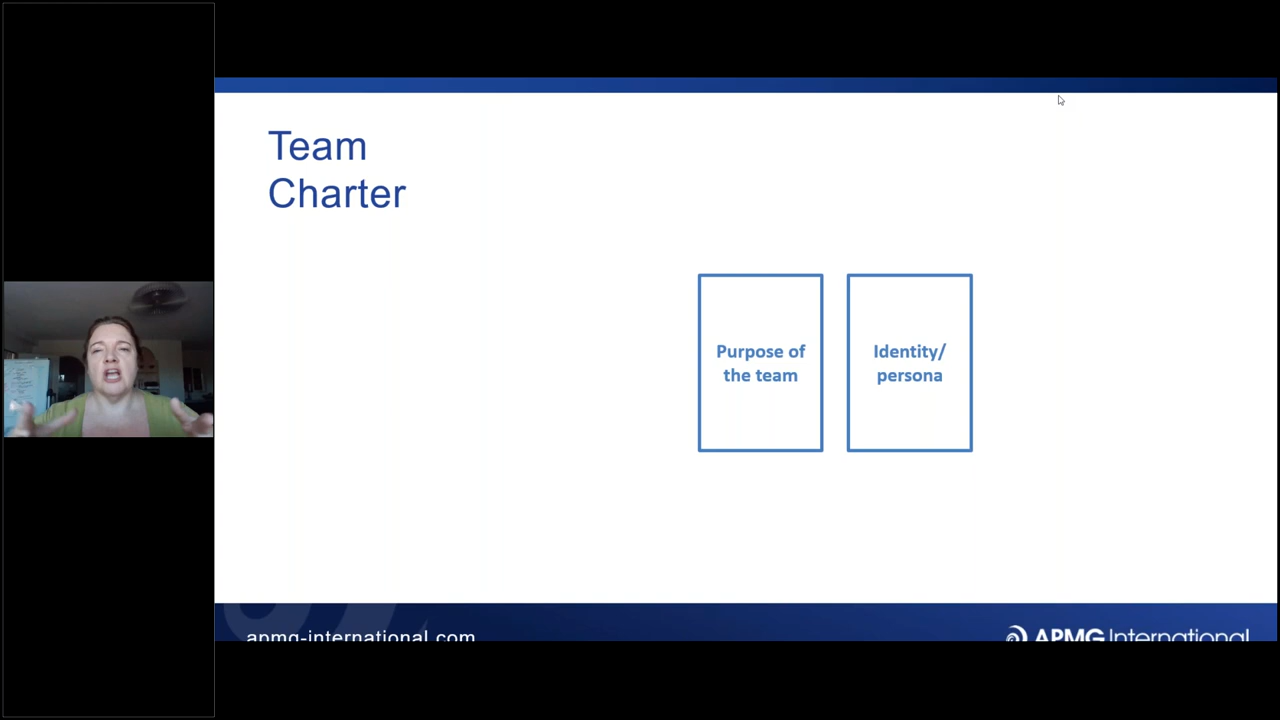 Team
Charter
Purpose of
the team
Identity/
persona
apmg-international.com
APMG International